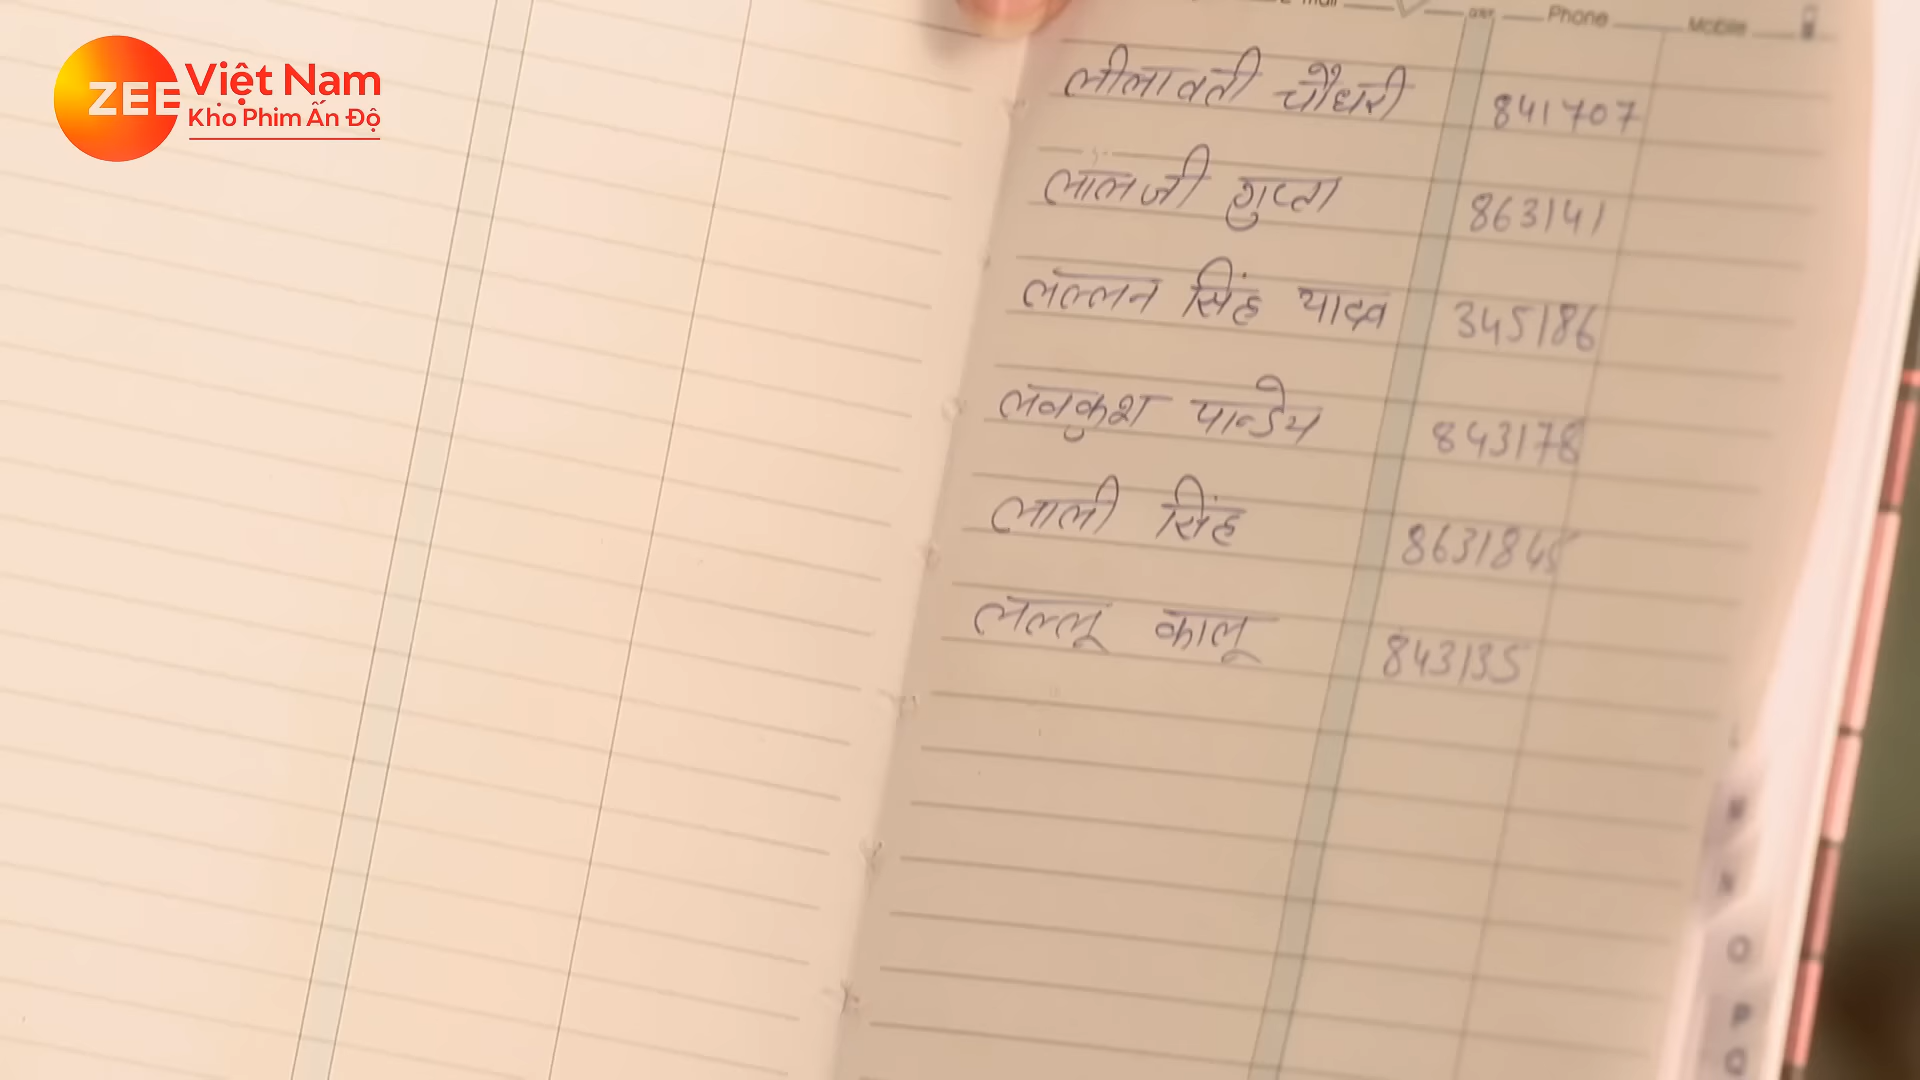 ZEE Việt Nam
Kho Phim Ấn Độ
Phone Mobile
लीलावती चौधरी 841707
लालजी गुप्ता 863141
लल्लन सिंह यादव 345186
लवकुश पान्डेय 843178
लाली सिंह 863184
लल्लू कालू 843135
M
N
O
P
Q